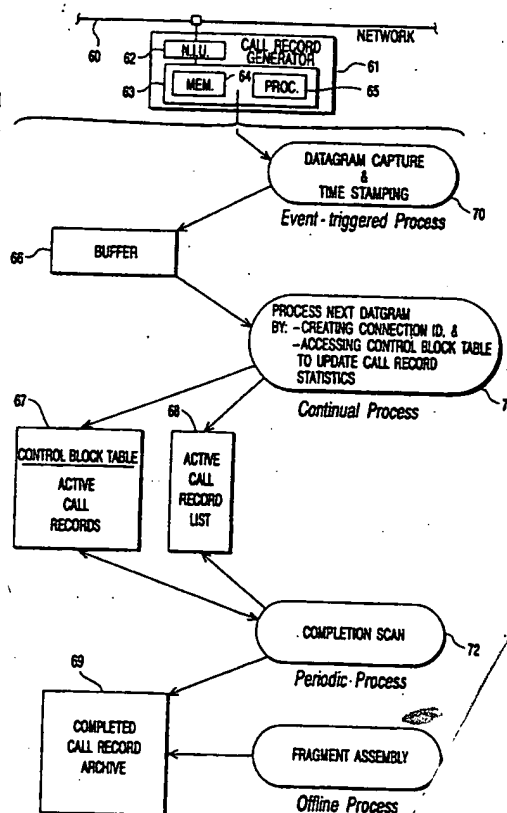 NETWORK
60
62
N.I.U.
CALL RECORD
GENERATOR
61
63
MEM.
64
PROC.
65
DATAGRAM CAPTURE
&
TIME STAMPING
70
Event-triggered Process
66
BUFFER
PROCESS NEXT DATGRAM
BY: -CREATING CONNECTION ID, &
-ACCESSING CONTROL BLOCK TABLE
TO UPDATE CALL RECORD
STATISTICS
Continual Process
67
CONTROL BLOCK TABLE
ACTIVE
CALL
RECORDS
68
ACTIVE
CALL
RECORD
LIST
COMPLETION SCAN
72
Periodic Process
69
COMPLETED
CALL RECORD
ARCHIVE
FRAGMENT ASSEMBLY
Offline Process